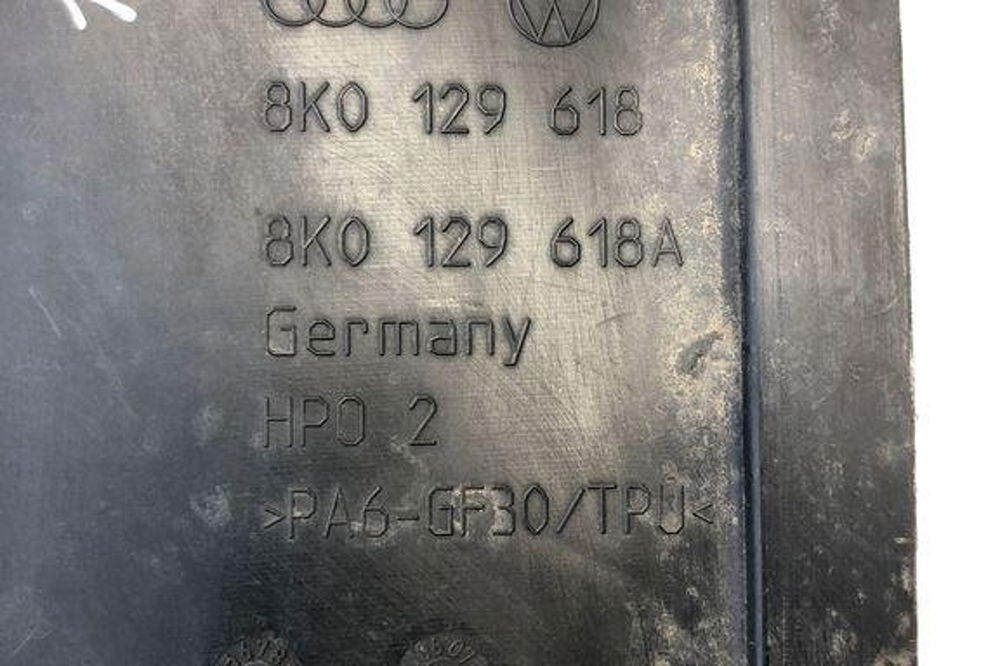 8K0 129 618
8K0 129 618A
Germany
HP0 2
>PA6-GF30/TPU<